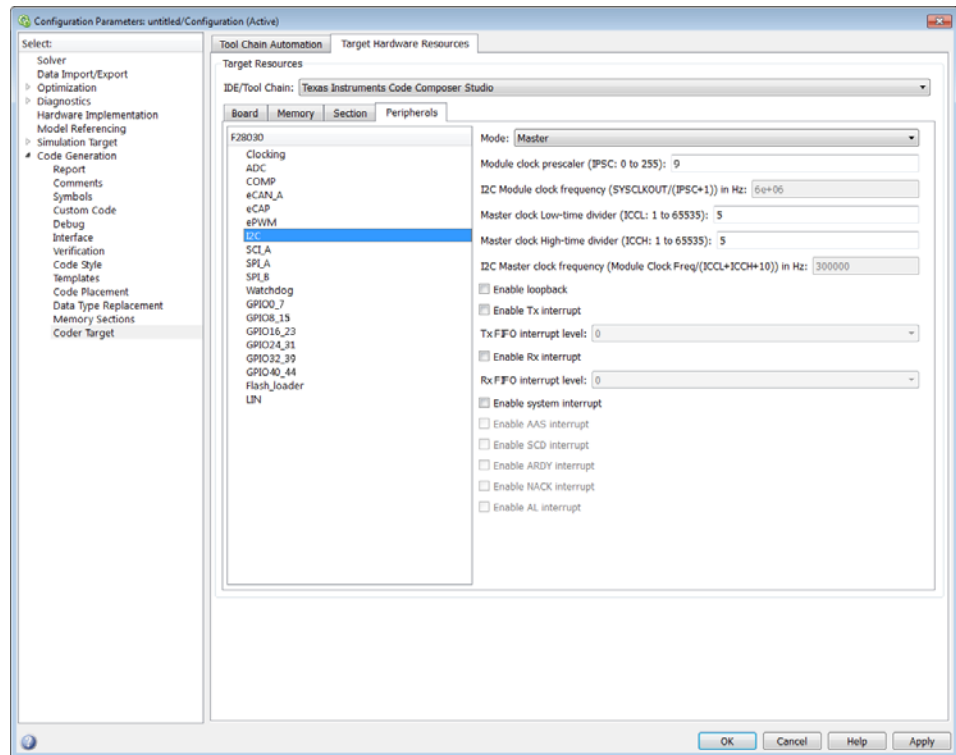 Configuration Parameters: untitled/Configuration (Active)
Select:
Solver
Data Import/Export
Optimization
Diagnostics
Hardware Implementation
Model Referencing
Simulation Target
Code Generation
Report
Comments
Symbols
Custom Code
Debug
Interface
Verification
Code Style
Templates
Code Placement
Data Type Replacement
Memory Sections
Coder Target
Tool Chain Automation
Target Hardware Resources
Target Resources
IDE/Tool Chain: Texas Instruments Code Composer Studio
Board
Memory
Section
Peripherals
F28030
Clocking
ADC
COMP
eCAN_A
eCAP
ePWM
I2C
SCI_A
SPI_A
SPI_B
Watchdog
GPIO0_7
GPIO8_15
GPIO16_23
GPIO24_31
GPIO32_39
GPIO40_44
Flash_loader
LIN
Mode: Master
Module clock prescaler (IPSC: 0 to 255): 9
I2C Module clock frequency (SYSCLKOUT/(IPSC+1)) in Hz: 6e+06
Master clock Low-time divider (ICCL: 1 to 65535): 5
Master clock High-time divider (ICCH: 1 to 65535): 5
I2C Master clock frequency (Module Clock Freq/(ICCL+ICCH+10)) in Hz: 300000
Enable loopback
Enable Tx interrupt
Tx FIFO interrupt level: 0
Enable Rx interrupt
Rx FIFO interrupt level: 0
Enable system interrupt
Enable AAS interrupt
Enable SCD interrupt
Enable ARDY interrupt
Enable NACK interrupt
Enable AL interrupt
OK
Cancel
Help
Apply